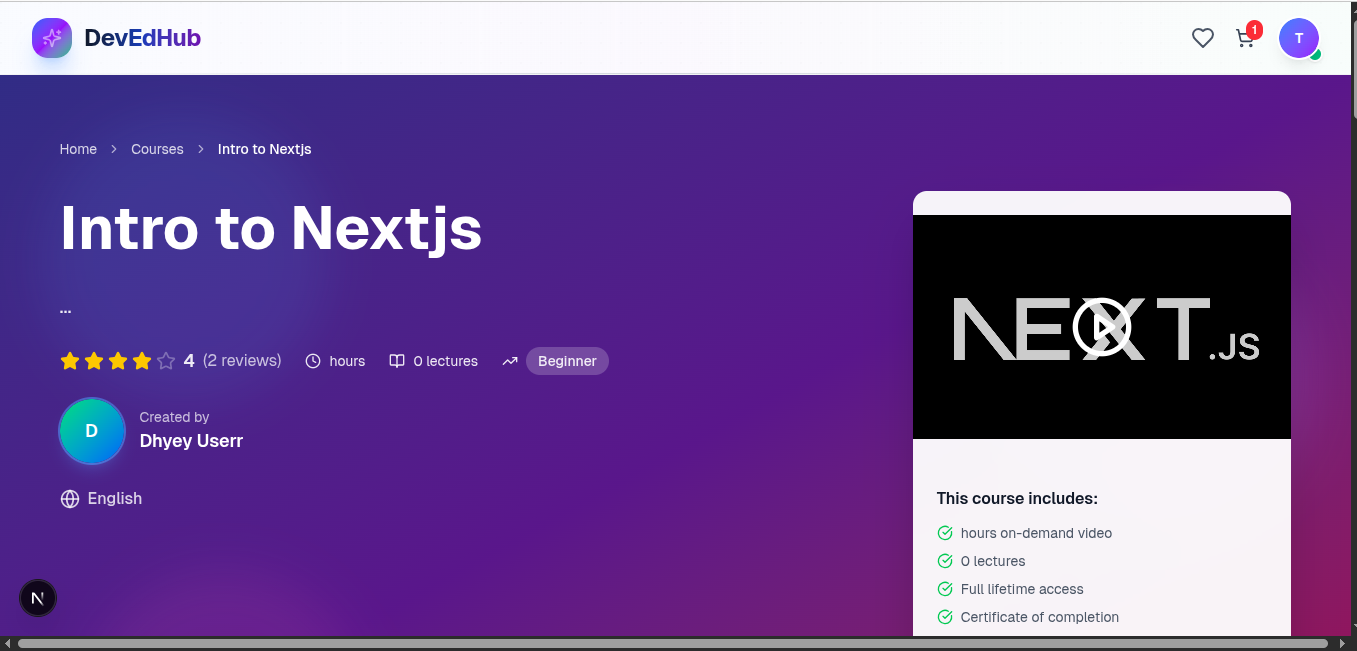 DevEdHub
1
T
Home > Courses > Intro to Nextjs
Intro to Nextjs
...
4 (2 reviews) hours 0 lectures Beginner
D
Created by
Dhyey Userr
English
N
NEXT.JS
This course includes:
hours on-demand video
0 lectures
Full lifetime access
Certificate of completion